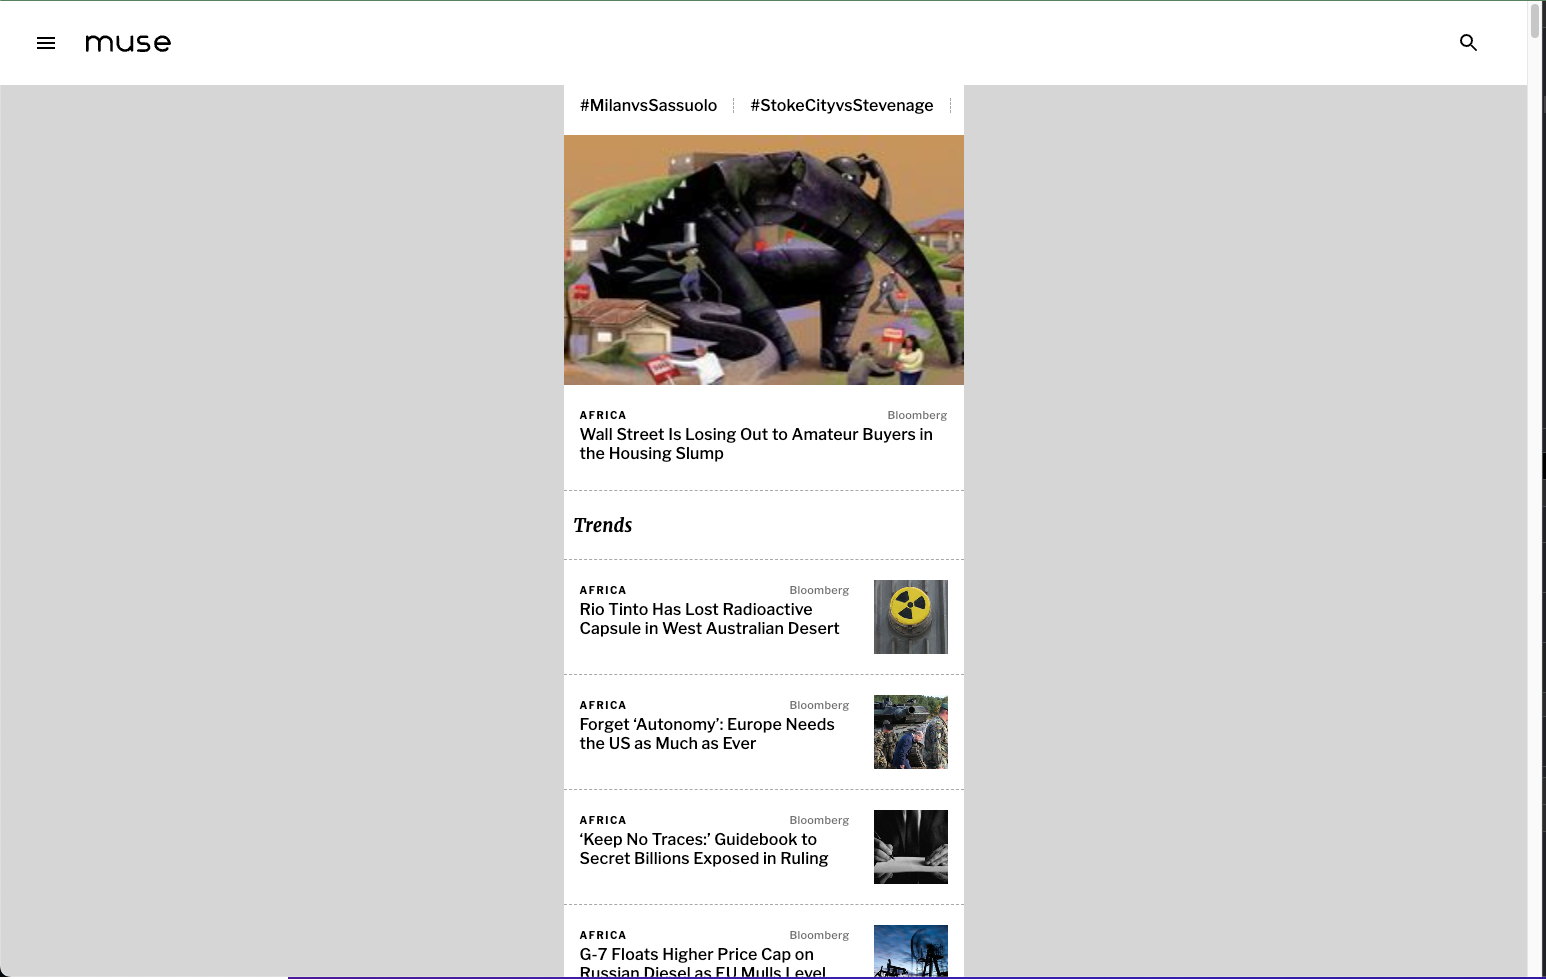 muse
#MilanvsSassuolo
#StokeCityvsStevenage
AFRICA
Bloomberg
Wall Street Is Losing Out to Amateur Buyers in
the Housing Slump
Trends
AFRICA
Bloomberg
Rio Tinto Has Lost Radioactive
Capsule in West Australian Desert
AFRICA
Bloomberg
Forget ‘Autonomy’: Europe Needs
the US as Much as Ever
AFRICA
Bloomberg
‘Keep No Traces:’ Guidebook to
Secret Billions Exposed in Ruling
AFRICA
Bloomberg
G-7 Floats Higher Price Cap on
Russian Diesel as EU Mulls Level